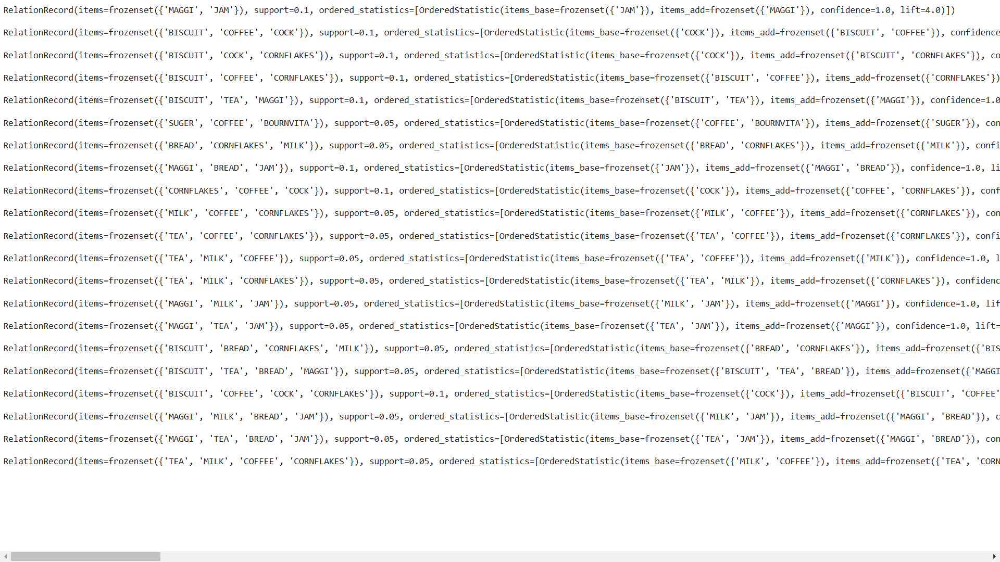 RelationRecord(items=frozenset({'MAGGI', 'JAM'}), support=0.1, ordered_statistics=[OrderedStatistic(items_base=frozenset({'JAM'}), items_add=frozenset({'MAGGI'}), confidence=1.0, lift=4.0)])
RelationRecord(items=frozenset({'BISCUIT', 'COFFEE', 'COCK'}), support=0.1, ordered_statistics=[OrderedStatistic(items_base=frozenset({'COCK'}), items_add=frozenset({'BISCUIT', 'COFFEE'}), confidence
RelationRecord(items=frozenset({'BISCUIT', 'COCK', 'CORNFLAKES'}), support=0.1, ordered_statistics=[OrderedStatistic(items_base=frozenset({'COCK'}), items_add=frozenset({'BISCUIT', 'CORNFLAKES'}), co
RelationRecord(items=frozenset({'BISCUIT', 'COFFEE', 'CORNFLAKES'}), support=0.1, ordered_statistics=[OrderedStatistic(items_base=frozenset({'BISCUIT', 'COFFEE'}), items_add=frozenset({'CORNFLAKES'})
RelationRecord(items=frozenset({'BISCUIT', 'TEA', 'MAGGI'}), support=0.1, ordered_statistics=[OrderedStatistic(items_base=frozenset({'BISCUIT', 'TEA'}), items_add=frozenset({'MAGGI'}), confidence=1.0
RelationRecord(items=frozenset({'SUGER', 'COFFEE', 'BOURNVITA'}), support=0.05, ordered_statistics=[OrderedStatistic(items_base=frozenset({'COFFEE', 'BOURNVITA'}), items_add=frozenset({'SUGER'}), con
RelationRecord(items=frozenset({'BREAD', 'CORNFLAKES', 'MILK'}), support=0.05, ordered_statistics=[OrderedStatistic(items_base=frozenset({'BREAD', 'CORNFLAKES'}), items_add=frozenset({'MILK'}), confi
RelationRecord(items=frozenset({'MAGGI', 'BREAD', 'JAM'}), support=0.1, ordered_statistics=[OrderedStatistic(items_base=frozenset({'JAM'}), items_add=frozenset({'MAGGI', 'BREAD'}), confidence=1.0, li
RelationRecord(items=frozenset({'CORNFLAKES', 'COFFEE', 'COCK'}), support=0.1, ordered_statistics=[OrderedStatistic(items_base=frozenset({'COCK'}), items_add=frozenset({'COFFEE', 'CORNFLAKES'}), conf
RelationRecord(items=frozenset({'MILK', 'COFFEE', 'CORNFLAKES'}), support=0.05, ordered_statistics=[OrderedStatistic(items_base=frozenset({'MILK', 'COFFEE'}), items_add=frozenset({'CORNFLAKES'}), con
RelationRecord(items=frozenset({'TEA', 'COFFEE', 'CORNFLAKES'}), support=0.05, ordered_statistics=[OrderedStatistic(items_base=frozenset({'TEA', 'COFFEE'}), items_add=frozenset({'CORNFLAKES'}), confi
RelationRecord(items=frozenset({'TEA', 'MILK', 'COFFEE'}), support=0.05, ordered_statistics=[OrderedStatistic(items_base=frozenset({'TEA', 'COFFEE'}), items_add=frozenset({'MILK'}), confidence=1.0, l
RelationRecord(items=frozenset({'TEA', 'MILK', 'CORNFLAKES'}), support=0.05, ordered_statistics=[OrderedStatistic(items_base=frozenset({'TEA', 'MILK'}), items_add=frozenset({'CORNFLAKES'}), confidenc
RelationRecord(items=frozenset({'MAGGI', 'MILK', 'JAM'}), support=0.05, ordered_statistics=[OrderedStatistic(items_base=frozenset({'MILK', 'JAM'}), items_add=frozenset({'MAGGI'}), confidence=1.0, lif
RelationRecord(items=frozenset({'MAGGI', 'TEA', 'JAM'}), support=0.05, ordered_statistics=[OrderedStatistic(items_base=frozenset({'TEA', 'JAM'}), items_add=frozenset({'MAGGI'}), confidence=1.0, lift=
RelationRecord(items=frozenset({'BISCUIT', 'BREAD', 'CORNFLAKES', 'MILK'}), support=0.05, ordered_statistics=[OrderedStatistic(items_base=frozenset({'BREAD', 'CORNFLAKES'}), items_add=frozenset({'BIS
RelationRecord(items=frozenset({'BISCUIT', 'TEA', 'BREAD', 'MAGGI'}), support=0.05, ordered_statistics=[OrderedStatistic(items_base=frozenset({'BISCUIT', 'TEA', 'BREAD'}), items_add=frozenset({'MAGGI
RelationRecord(items=frozenset({'BISCUIT', 'COFFEE', 'COCK', 'CORNFLAKES'}), support=0.1, ordered_statistics=[OrderedStatistic(items_base=frozenset({'COCK'}), items_add=frozenset({'BISCUIT', 'COFFEE'
RelationRecord(items=frozenset({'MAGGI', 'MILK', 'BREAD', 'JAM'}), support=0.05, ordered_statistics=[OrderedStatistic(items_base=frozenset({'MILK', 'JAM'}), items_add=frozenset({'MAGGI', 'BREAD'}), c
RelationRecord(items=frozenset({'MAGGI', 'TEA', 'BREAD', 'JAM'}), support=0.05, ordered_statistics=[OrderedStatistic(items_base=frozenset({'TEA', 'JAM'}), items_add=frozenset({'MAGGI', 'BREAD'}), con
RelationRecord(items=frozenset({'TEA', 'MILK', 'COFFEE', 'CORNFLAKES'}), support=0.05, ordered_statistics=[OrderedStatistic(items_base=frozenset({'MILK', 'COFFEE'}), items_add=frozenset({'TEA', 'CORN